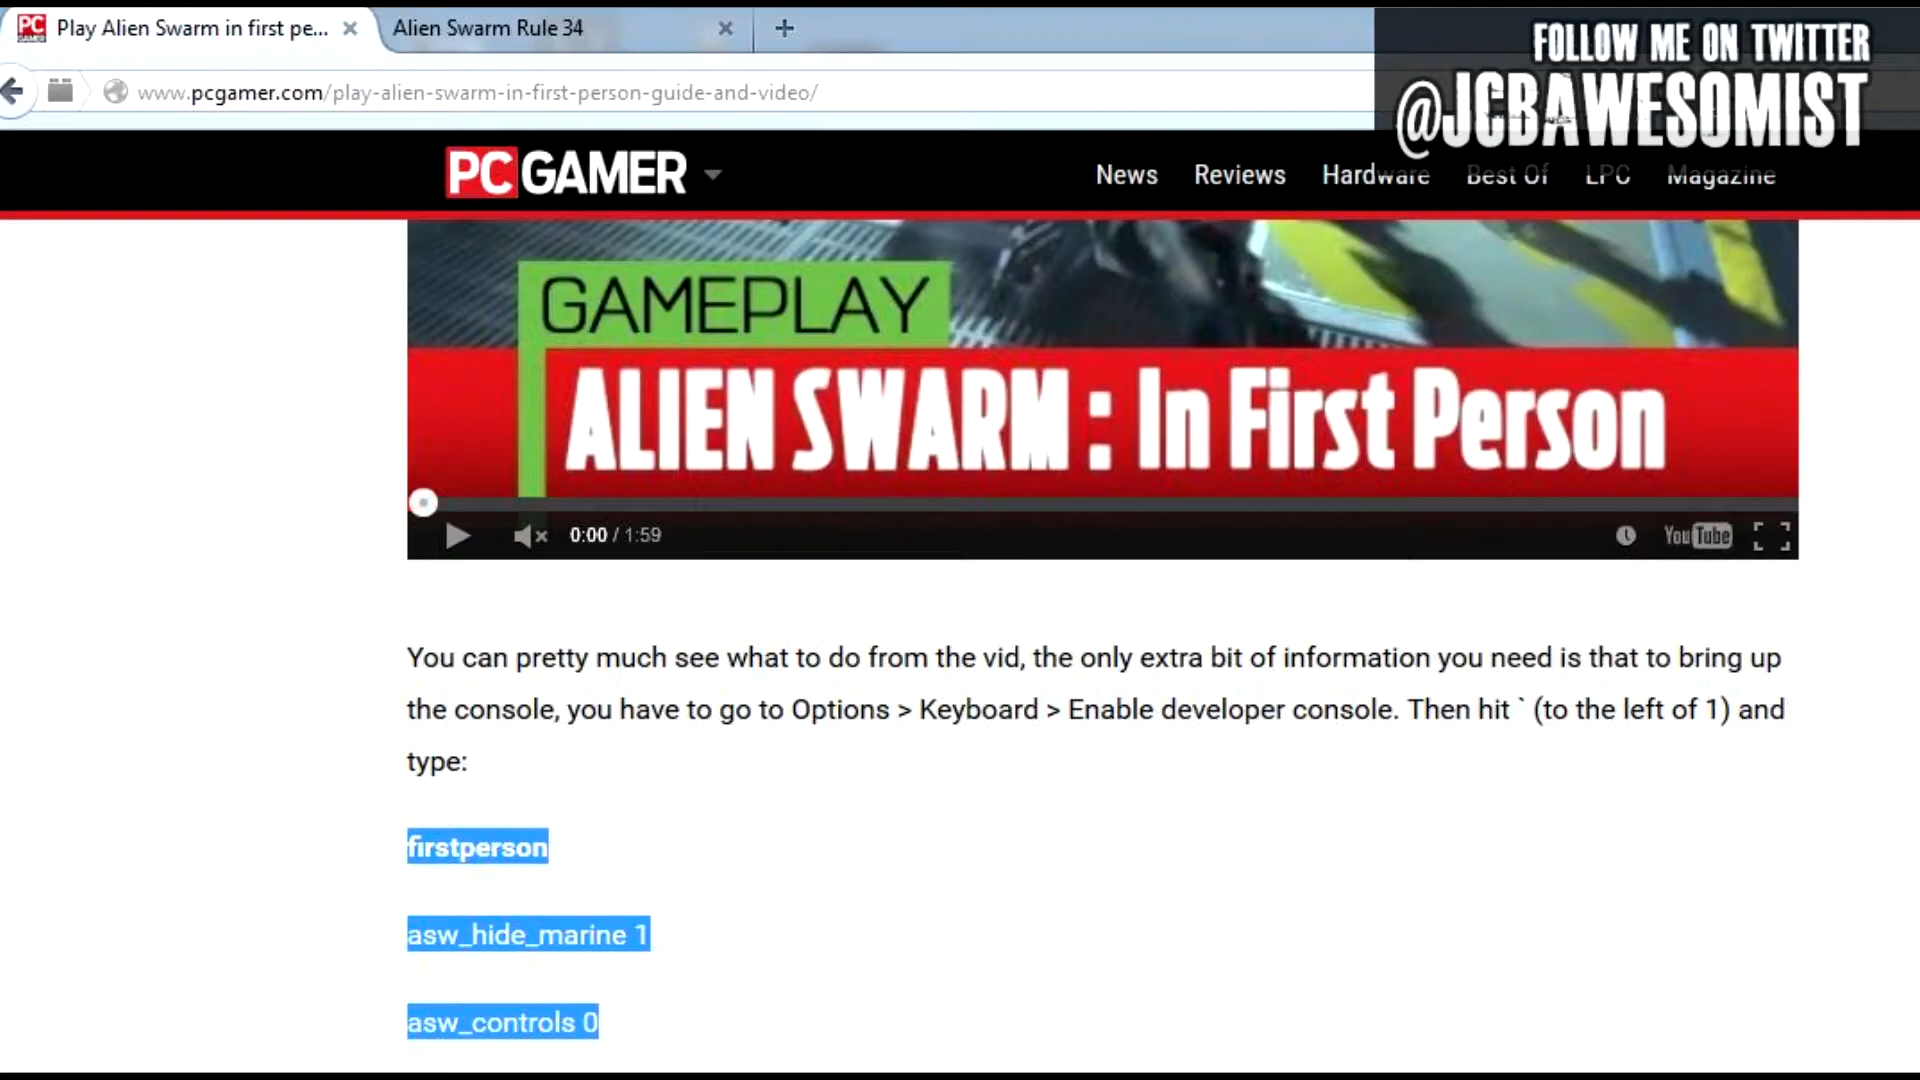 Play Alien Swarm in first pe...
Alien Swarm Rule 34
FOLLOW ME ON TWITTER
@JCBAWESOMIST
www.pcgamer.com/play-alien-swarm-in-first-person-guide-and-video/
PC GAMER
News Reviews Hardware Best Of LPC Magazine
GAMEPLAY
ALIEN SWARM : In First Person
0:00 / 1:59
YouTube
You can pretty much see what to do from the vid, the only extra bit of information you need is that to bring up
the console, you have to go to Options > Keyboard > Enable developer console. Then hit ` (to the left of 1) and
type:
firstperson
asw_hide_marine 1
asw_controls 0